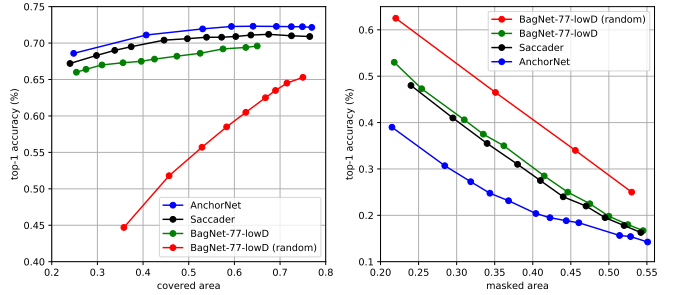 0.75
0.70
0.65
0.60
0.55
0.50
0.45
0.40
top-1 accuracy (%)
0.2 0.3 0.4 0.5 0.6 0.7 0.8
covered area
AnchorNet
Saccader
BagNet-77-lowD
BagNet-77-lowD (random)
0.6
0.5
0.4
0.3
0.2
0.1
top-1 accuracy (%)
0.20 0.25 0.30 0.35 0.40 0.45 0.50 0.55
masked area
BagNet-77-lowD (random)
BagNet-77-lowD
Saccader
AnchorNet